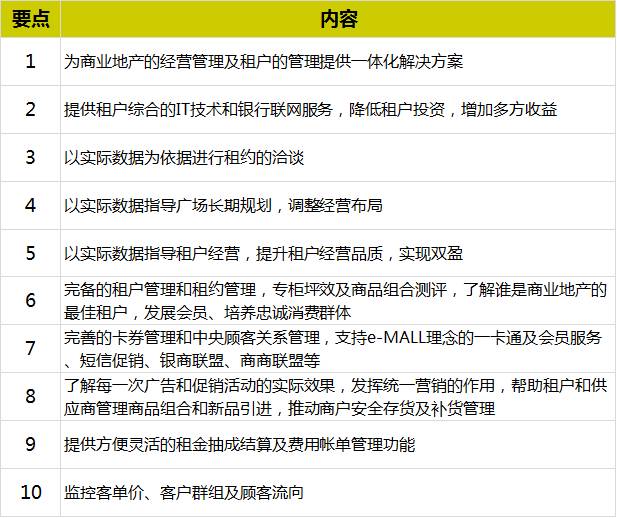 要点 内容
1 为商业地产的经营管理及租户的管理提供一体化解决方案
2 提供租户综合的IT技术和银行联网服务，降低租户投资，增加多方收益
3 以实际数据为依据进行租约的洽谈
4 以实际数据指导广场长期规划，调整经营布局
5 以实际数据指导租户经营，提升租户经营品质，实现双盈
6 完备的租户管理和租约管理，专柜坪效及商品组合测评，了解谁是商业地产的
最佳租户，发展会员、培养忠诚消费群体
7 完善的卡券管理和中央顾客关系管理，支持e-MALL理念的一卡通及会员服务
、短信促销、银商联盟、商商联盟等
8 了解每一次广告和促销活动的实际效果，发挥统一营销的作用，帮助租户和供
应商管理商品组合和新品引进，推动商户安全存货及补货管理
9 提供方便灵活的租金抽成结算及费用帐单管理功能
10 监控客单价、客户群组及顾客流向